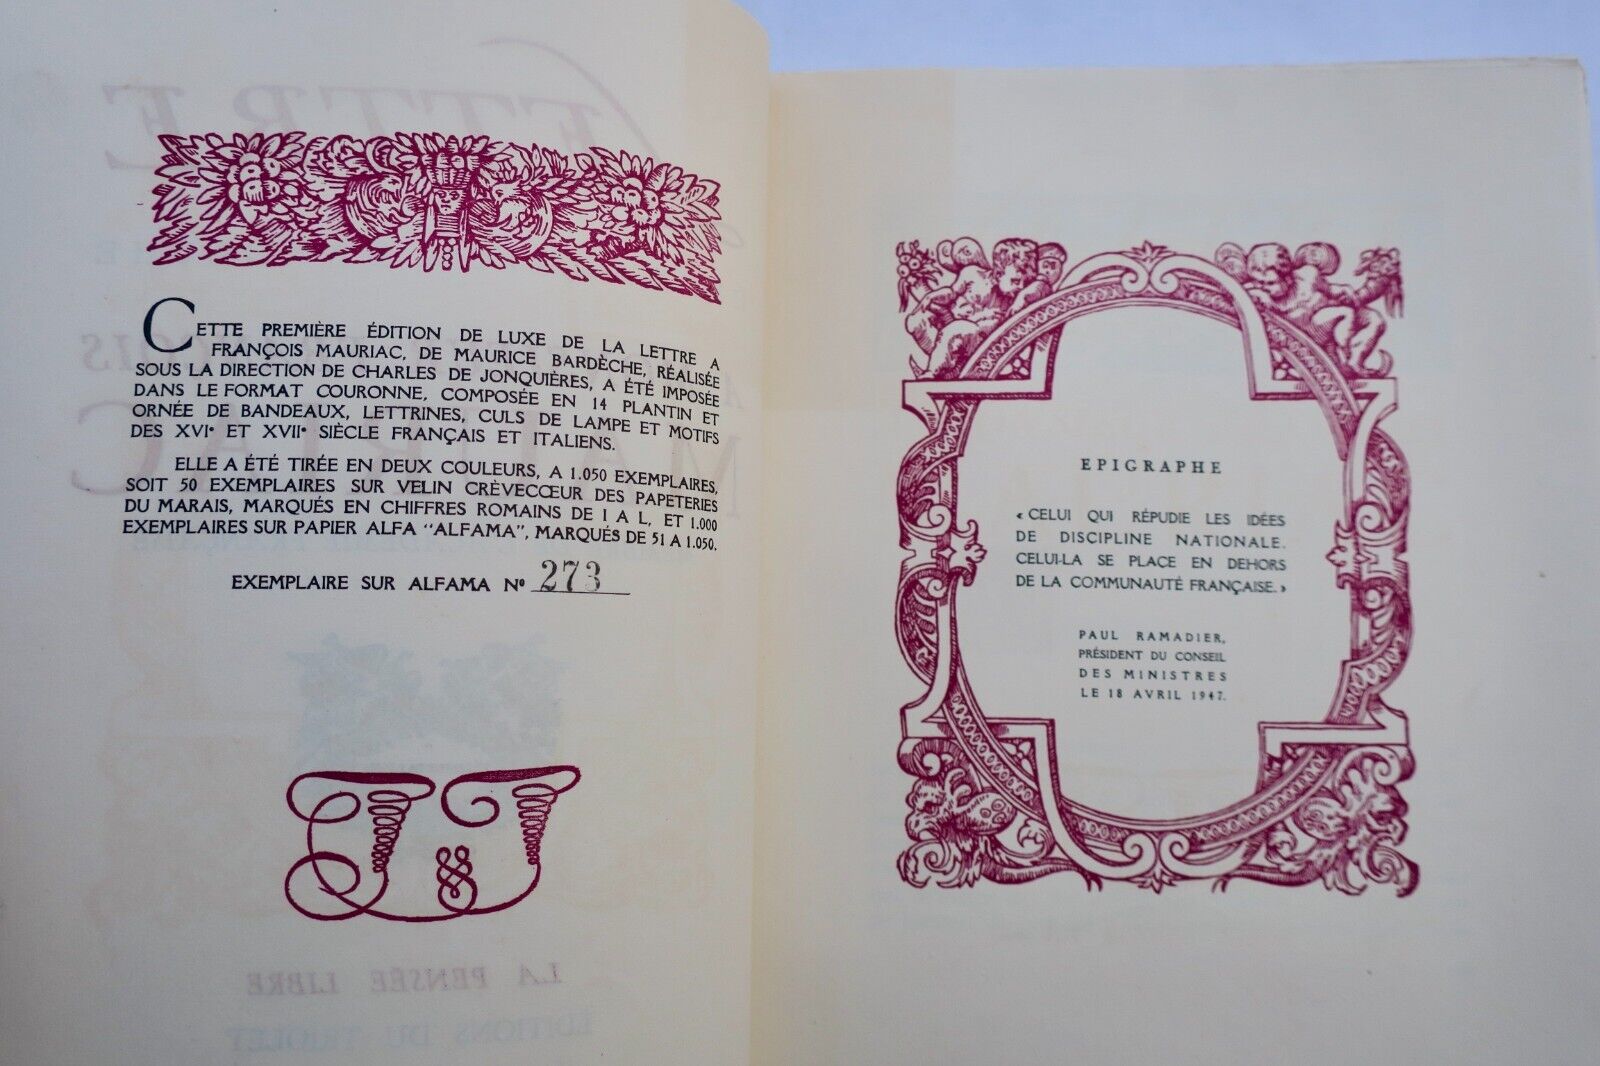 CETTE PREMIÈRE ÉDITION DE LUXE DE LA LETTRE A
FRANÇOIS MAURIAC, DE MAURICE BARDÈCHE, RÉALISÉE
SOUS LA DIRECTION DE CHARLES DE JONQUIÈRES, A ÉTÉ IMPOSÉE
DANS LE FORMAT COURONNE, COMPOSÉE EN 14 PLANTIN ET
ORNÉE DE BANDEAUX, LETTRINES, CULS DE LAMPE ET MOTIFS
DES XVIe ET XVIIe SIÈCLE FRANÇAIS ET ITALIENS.
ELLE A ÉTÉ TIRÉE EN DEUX COULEURS, A 1.050 EXEMPLAIRES,
SOIT 50 EXEMPLAIRES SUR VELIN CRÈVECŒUR DES PAPETERIES
DU MARAIS, MARQUÉS EN CHIFFRES ROMAINS DE I A L, ET 1.000
EXEMPLAIRES SUR PAPIER ALFA "ALFAMA", MARQUÉS DE 51 A 1.050.
EXEMPLAIRE SUR ALFAMA No 273
LA PENSÉE LIBRE
ÉDITIONS DU TRIOLET
EPIGRAPHE
« CELUI QUI RÉPUDIE LES IDÉES
DE DISCIPLINE NATIONALE.
CELUI-LA SE PLACE EN DEHORS
DE LA COMMUNAUTÉ FRANÇAISE. »
PAUL RAMADIER,
PRÉSIDENT DU CONSEIL
DES MINISTRES
LE 18 AVRIL 1947.